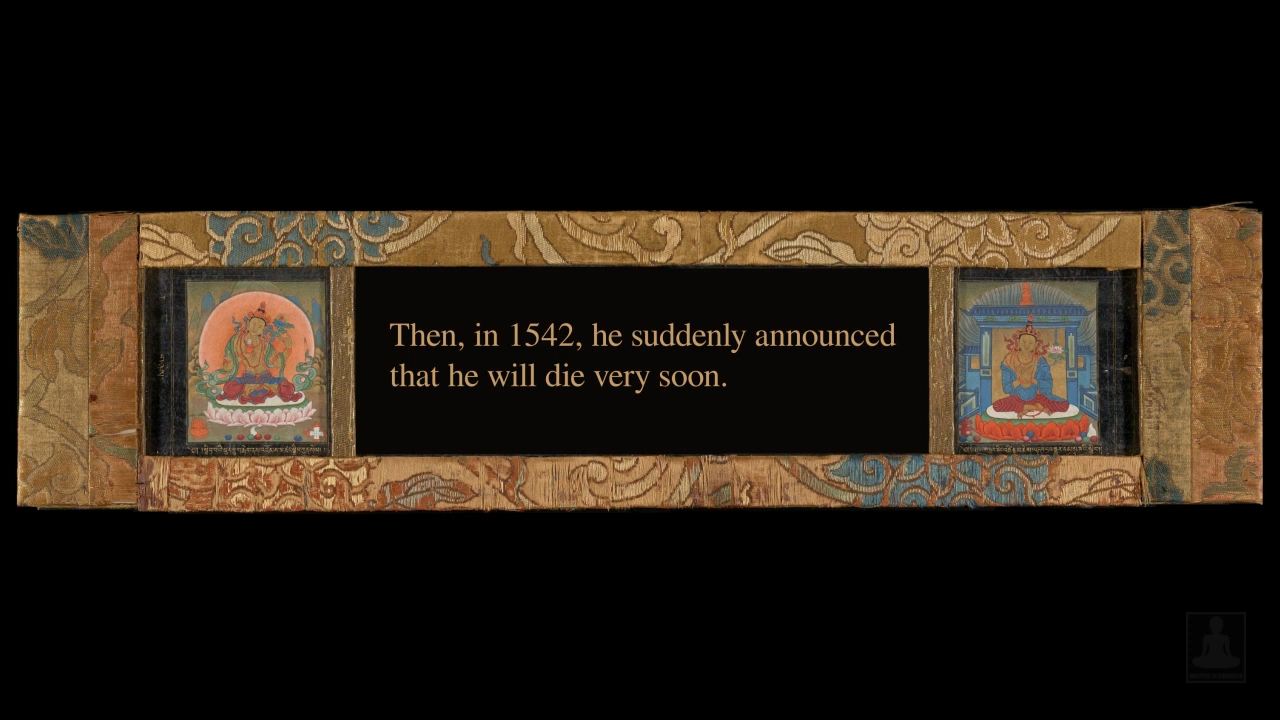 Then, in 1542, he suddenly announced
that he will die very soon.